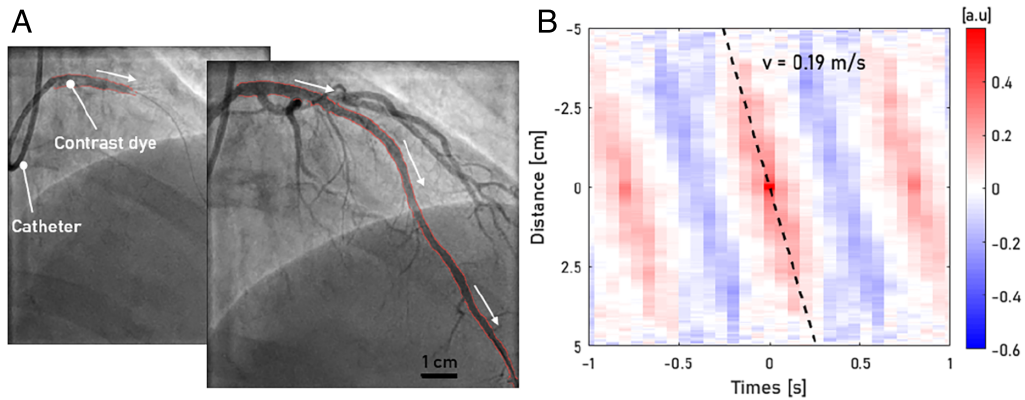 A
Contrast dye
Catheter
1 cm
B
[a.u]
v = 0.19 m/s
-5
-2.5
0
2.5
5
Distance [cm]
-1
-0.5
0
0.5
1
Times [s]
0.4
0.2
0
-0.2
-0.4
-0.6